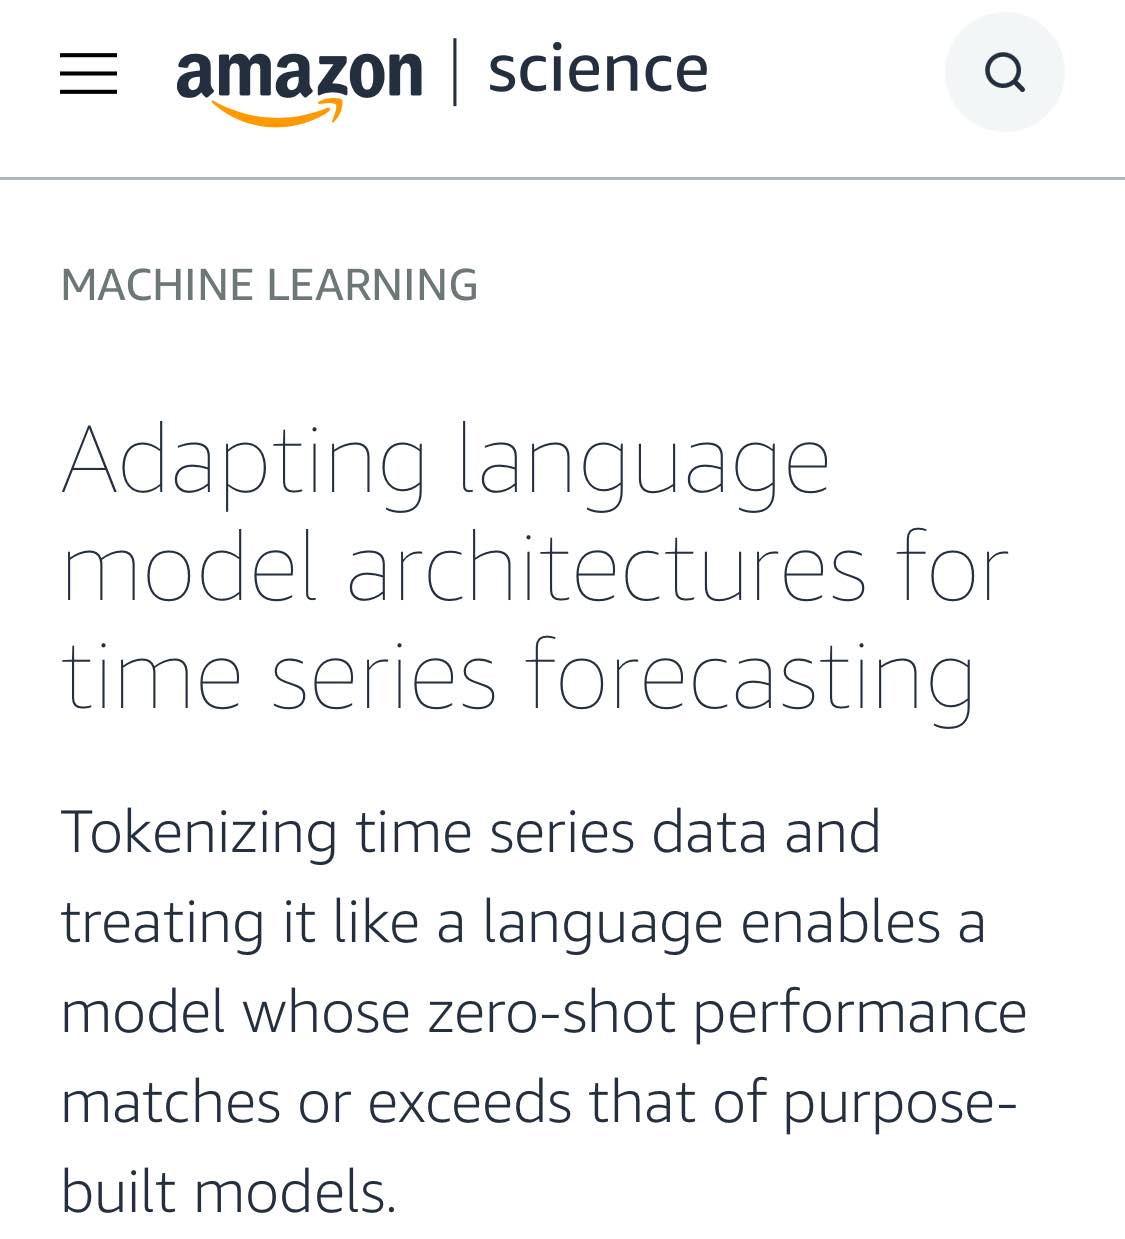 amazon | science
MACHINE LEARNING
Adapting language
model architectures for
time series forecasting
Tokenizing time series data and
treating it like a language enables a
model whose zero-shot performance
matches or exceeds that of purpose-
built models.